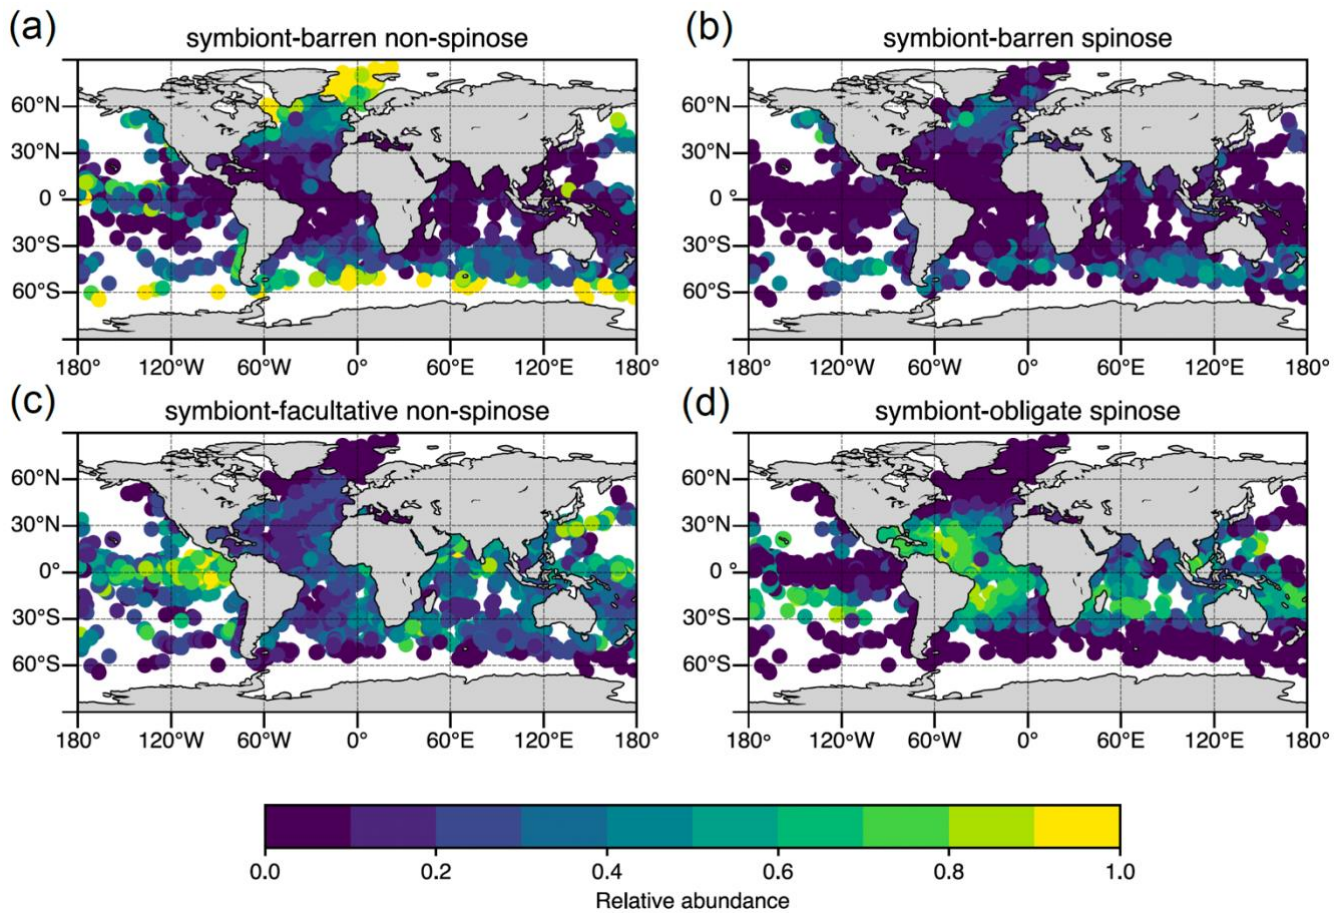 (a) symbiont-barren non-spinose
(b) symbiont-barren spinose
60°N
30°N
0 °
30°S
60°S
180° 120°W 60°W 0° 60°E 120°E 180°
60°N
30°N
0 °
30°S
60°S
180° 120°W 60°W 0° 60°E 120°E 180°
(c) symbiont-facultative non-spinose
(d) symbiont-obligate spinose
60°N
30°N
0 °
30°S
60°S
180° 120°W 60°W 0° 60°E 120°E 180°
60°N
30°N
0 °
30°S
60°S
180° 120°W 60°W 0° 60°E 120°E 180°
0.0 0.2 0.4 0.6 0.8 1.0
Relative abundance